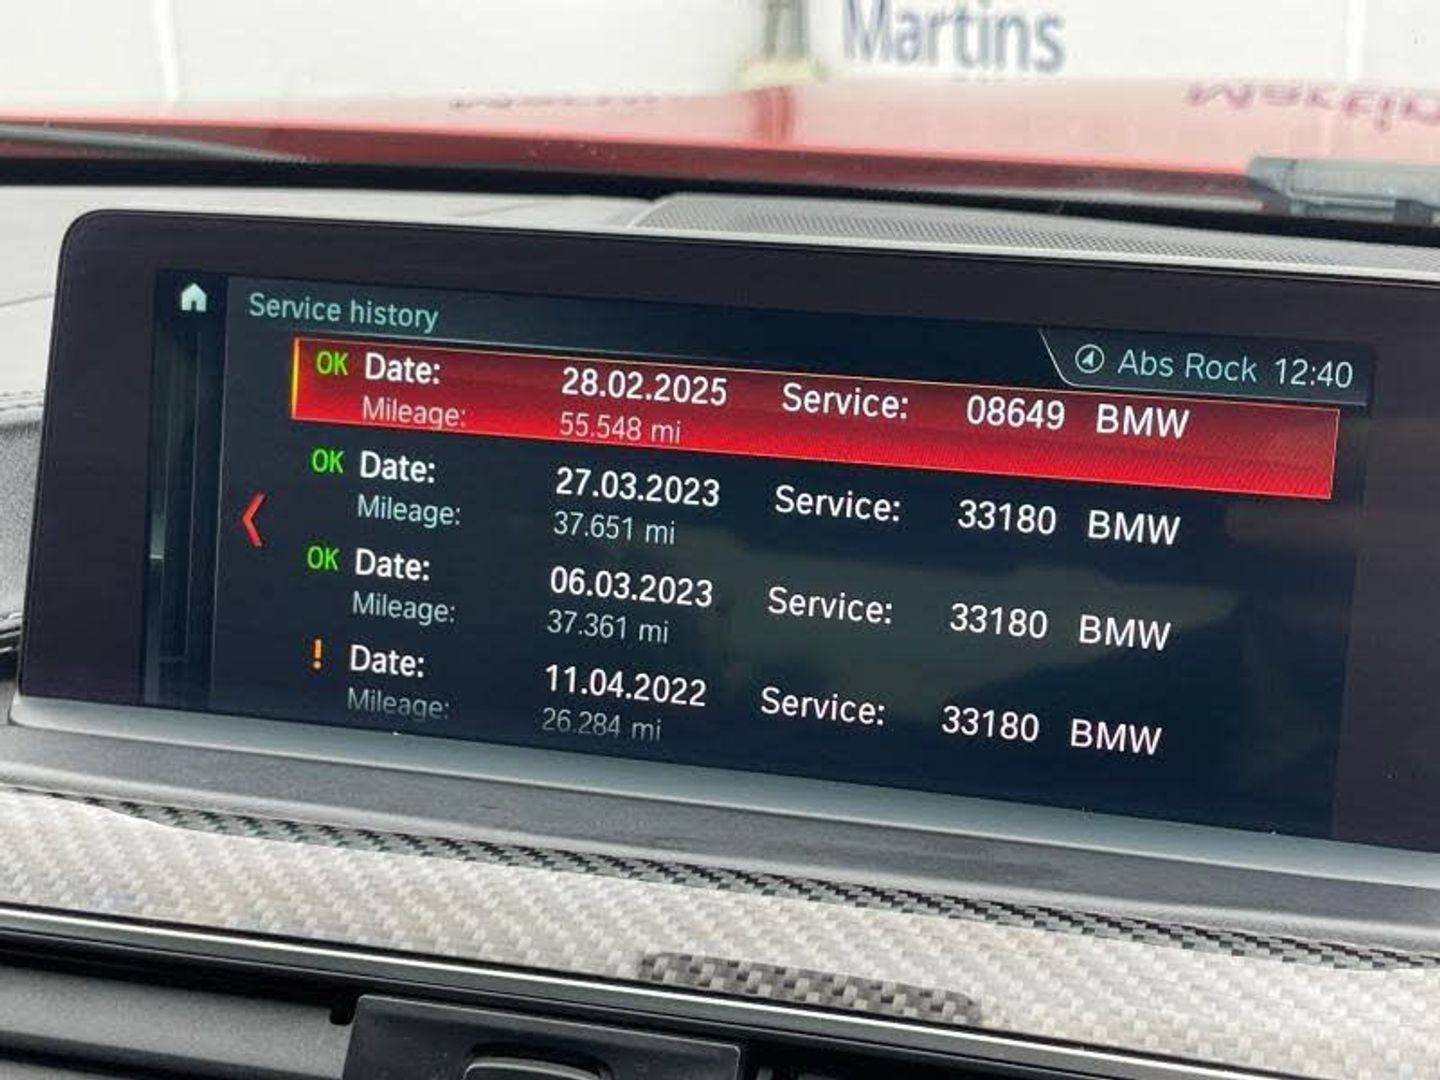 Martins
Service history
Abs Rock 12:40
OK Date: 28.02.2025 Service: 08649 BMW
Mileage: 55.548 mi
OK Date: 27.03.2023 Service: 33180 BMW
Mileage: 37.651 mi
OK Date: 06.03.2023 Service: 33180 BMW
Mileage: 37.361 mi
! Date: 11.04.2022 Service: 33180 BMW
Mileage: 26.284 mi